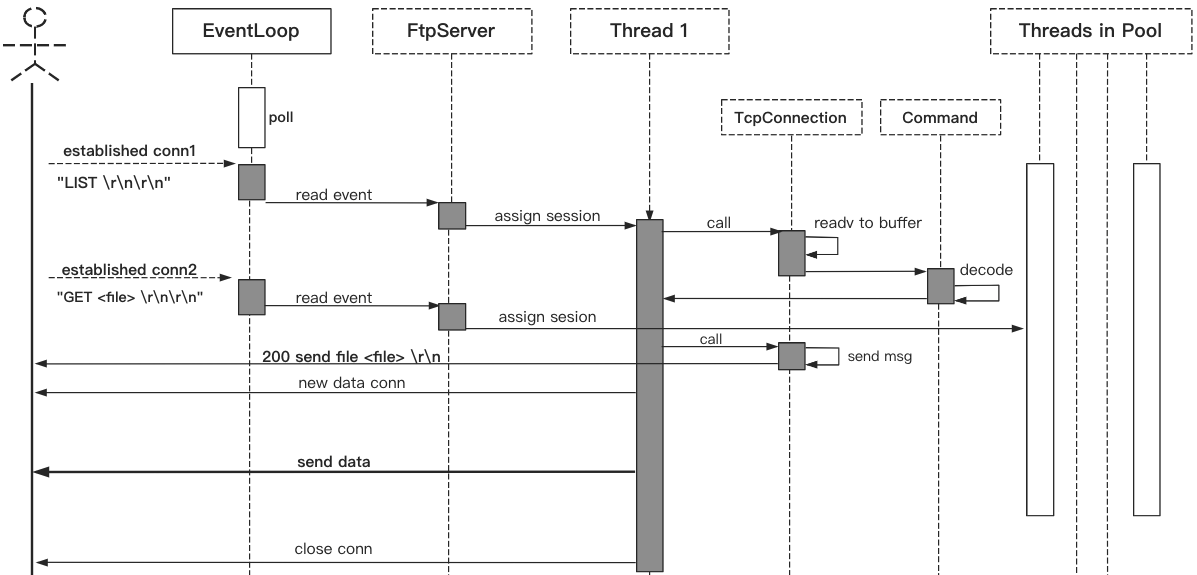 EventLoop
FtpServer
Thread 1
Threads in Pool
poll
TcpConnection
Command
established conn1
"LIST \r\n\r\n"
read event
assign session
call
readv to buffer
established conn2
"GET <file> \r\n\r\n"
read event
decode
assign sesion
call
200 send file <file> \r\n
send msg
new data conn
send data
close conn